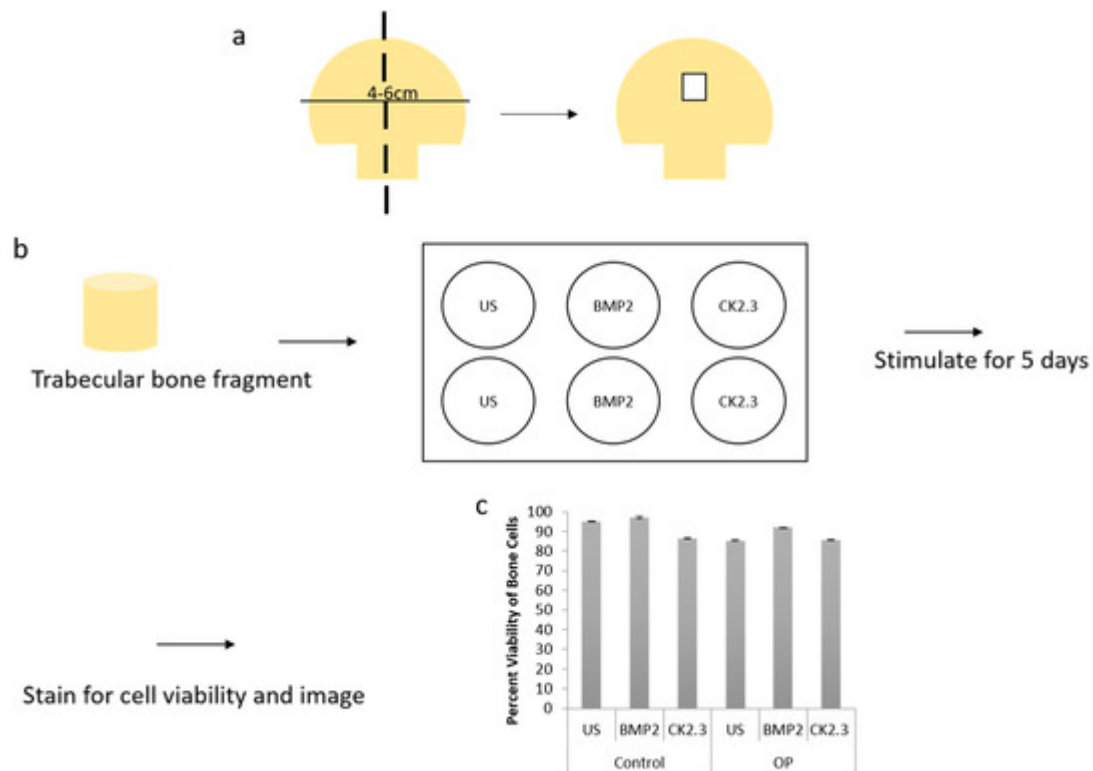 a
4-6cm
b
Trabecular bone fragment
US BMP2 CK2.3
US BMP2 CK2.3
Stimulate for 5 days
Stain for cell viability and image
c
Percent Viability of Bone Cells
100
90
80
70
60
50
40
30
20
10
0
US BMP2 CK2.3 US BMP2 CK2.3
Control OP